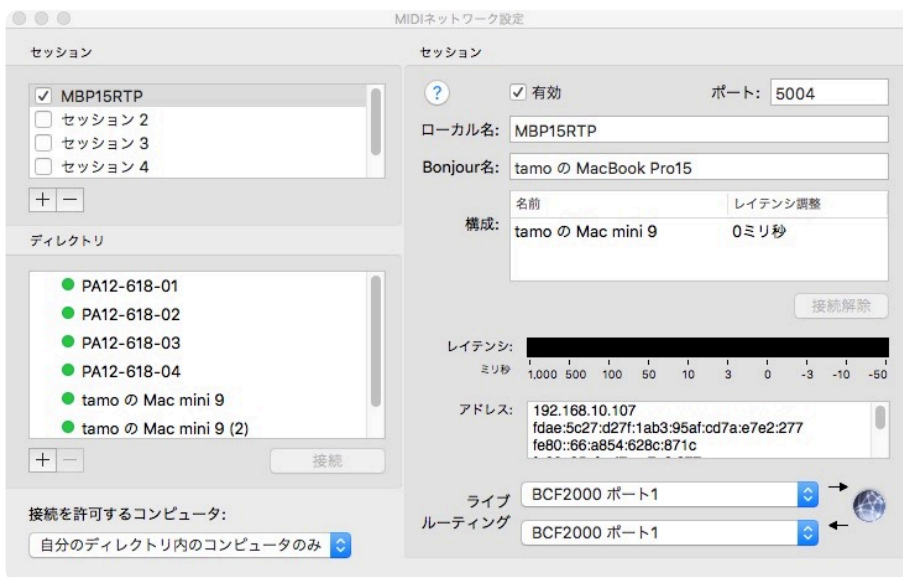 MIDIネットワーク設定
セッション
MBP15RTP
セッション 2
セッション 3
セッション 4
+ −
ディレクトリ
PA12-618-01
PA12-618-02
PA12-618-03
PA12-618-04
tamo の Mac mini 9
tamo の Mac mini 9 (2)
+ −
接続
接続を許可するコンピュータ:
自分のディレクトリ内のコンピュータのみ
セッション
?
有効
ポート: 5004
ローカル名: MBP15RTP
Bonjour名: tamo の MacBook Pro15
構成:
名前 レイテンシ調整
tamo の Mac mini 9 0ミリ秒
接続解除
レイテンシ:
ミリ秒 1,000 500 100 50 10 3 0 -3 -10 -50
アドレス: 192.168.10.107
fdae:5c27:d27f:1ab3:95af:cd7a:e7e2:277
fe80::66:a854:628c:871c
ライブ
ルーティング
BCF2000 ポート1
BCF2000 ポート1